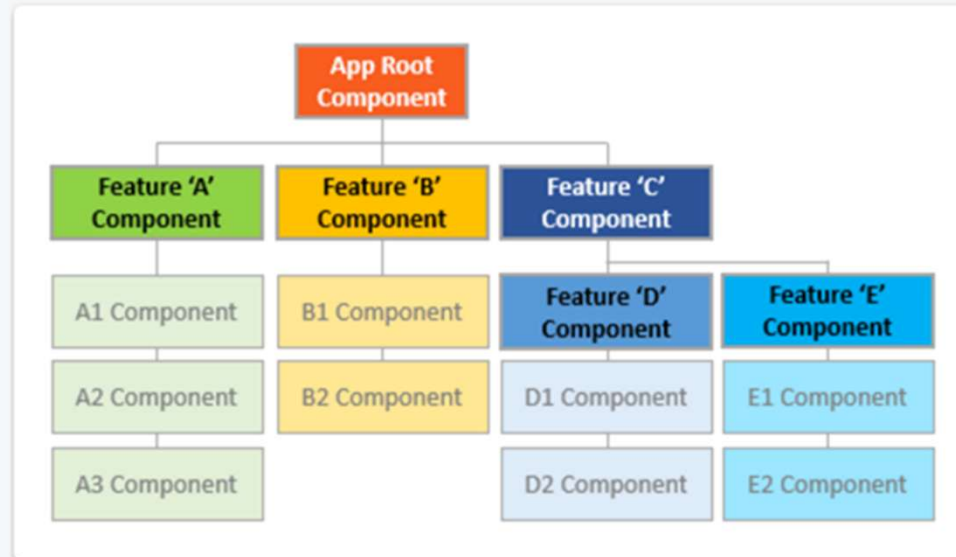 App Root
Component
Feature ‘A’
Component
Feature ‘B’
Component
Feature ‘C’
Component
A1 Component
B1 Component
Feature ‘D’
Component
Feature ‘E’
Component
A2 Component
B2 Component
D1 Component
E1 Component
A3 Component
D2 Component
E2 Component